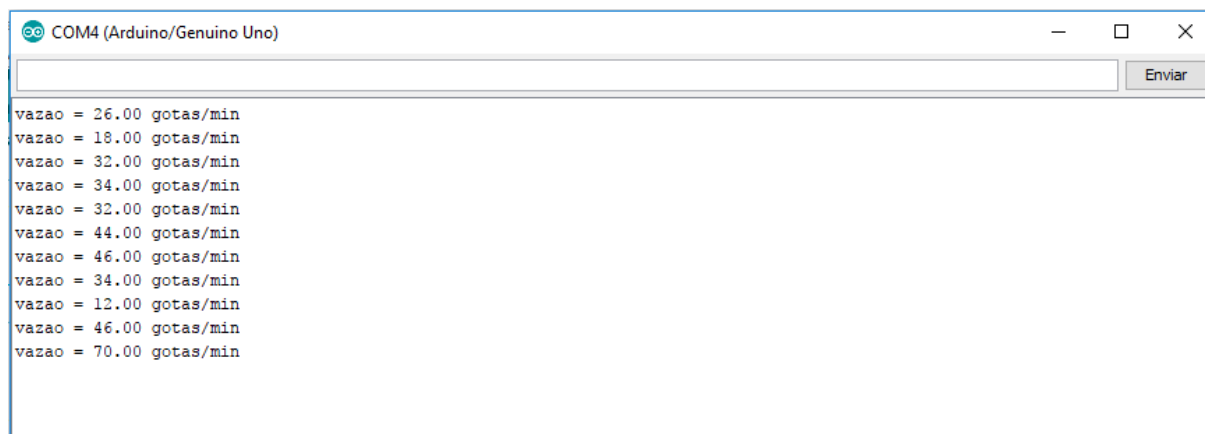 COM4 (Arduino/Genuino Uno)
Enviar
vazao = 26.00 gotas/min
vazao = 18.00 gotas/min
vazao = 32.00 gotas/min
vazao = 34.00 gotas/min
vazao = 32.00 gotas/min
vazao = 44.00 gotas/min
vazao = 46.00 gotas/min
vazao = 34.00 gotas/min
vazao = 12.00 gotas/min
vazao = 46.00 gotas/min
vazao = 70.00 gotas/min